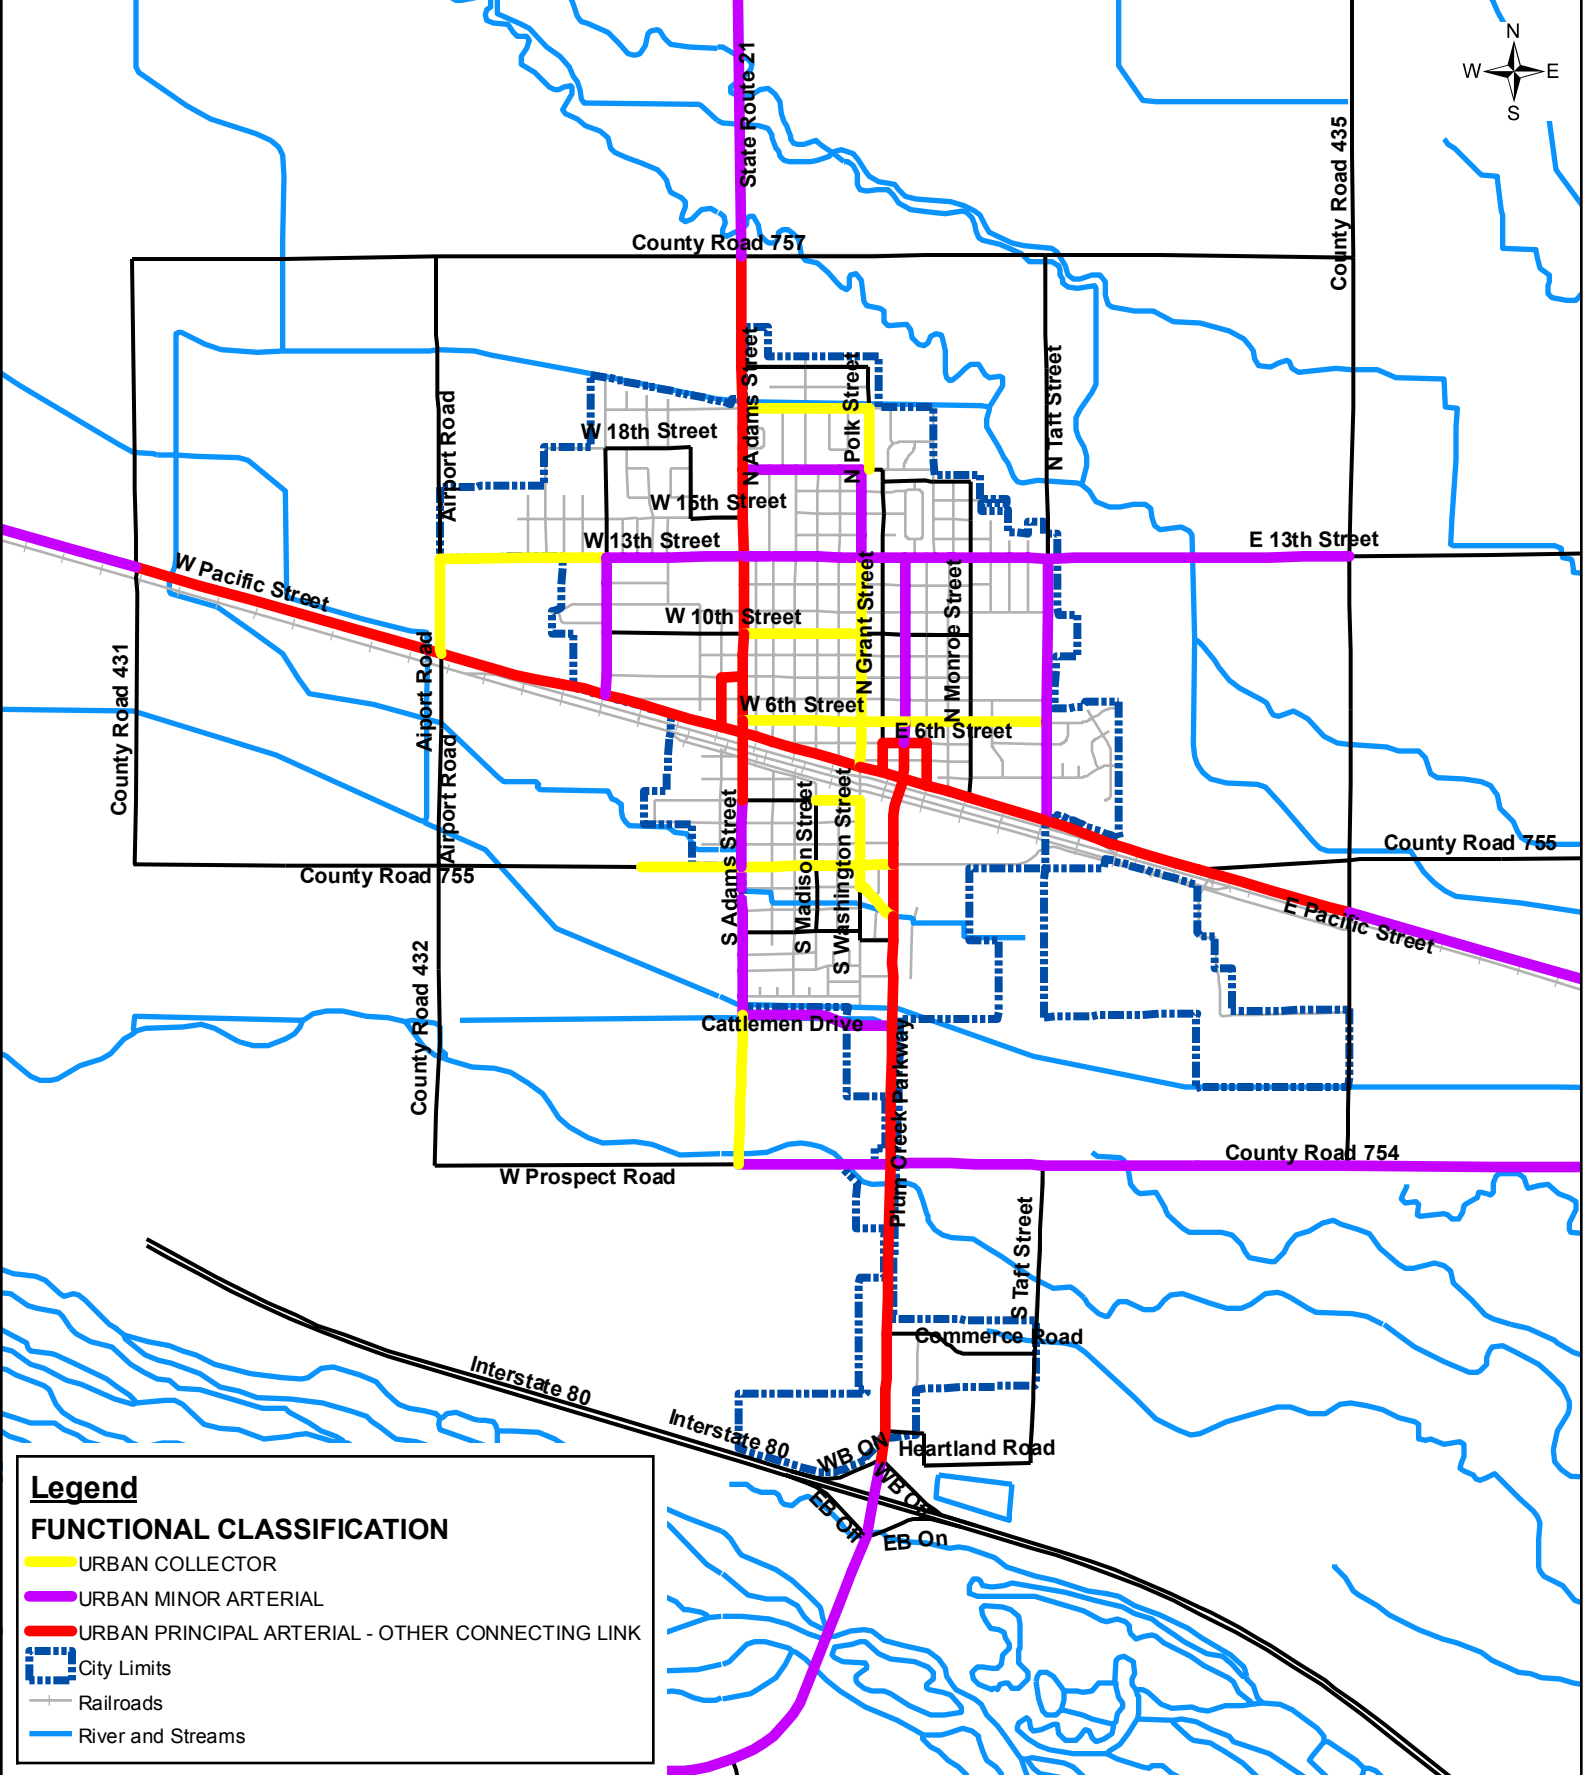 N
W
E
S
State Route 21
County Road 435
County Road 757
N Adams Street
N Polk Street
N Taft Street
Airport Road
W 18th Street
W 15th Street
W 13th Street
E 13th Street
W Pacific Street
W 10th Street
N Grant Street
N Monroe Street
County Road 431
Aiport Road
W 6th Street
E 6th Street
Airport Road
S Adams Street
S Madison Street
S Washington Street
County Road 755
County Road 755
E Pacific Street
County Road 432
Cattlemen Drive
Plum Creek Parkway
County Road 754
W Prospect Road
S Taft Street
Commerce Road
Interstate 80
Interstate 80
WB ON
Heartland Road
WB Off
EB Off
EB On
Legend
FUNCTIONAL CLASSIFICATION
URBAN COLLECTOR
URBAN MINOR ARTERIAL
URBAN PRINCIPAL ARTERIAL - OTHER CONNECTING LINK
City Limits
Railroads
River and Streams